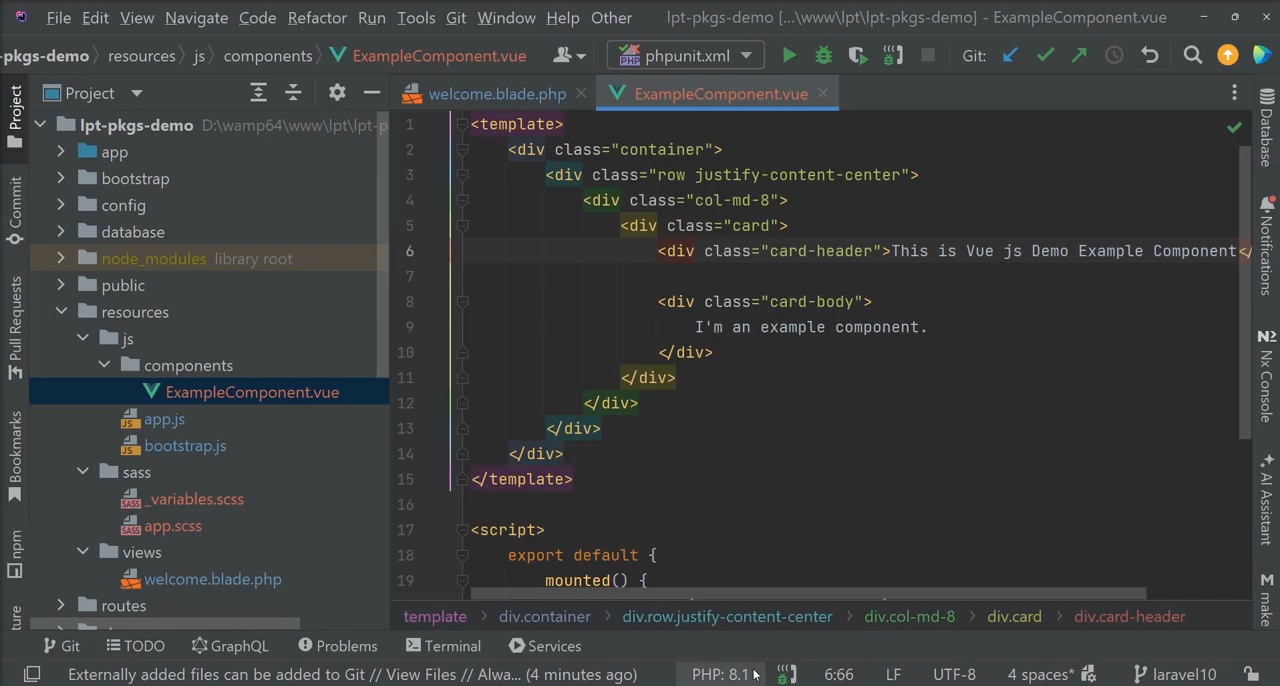 File Edit View Navigate Code Refactor Run Tools Git Window Help Other lpt-pkgs-demo [...\www\lpt\lpt-pkgs-demo] - ExampleComponent.vue
-pkgs-demo resources js components ExampleComponent.vue phpunit.xml Git:
Project
welcome.blade.php ExampleComponent.vue
lpt-pkgs-demo D:\wamp64\www\lpt\lpt-p
app
bootstrap
config
database
node_modules library root
public
resources
js
components
ExampleComponent.vue
app.js
bootstrap.js
sass
_variables.scss
app.scss
views
welcome.blade.php
routes
Project
Commit
Pull Requests
Bookmarks
npm
ture
1 <template>
2 <div class="container">
3 <div class="row justify-content-center">
4 <div class="col-md-8">
5 <div class="card">
6 <div class="card-header">This is Vue js Demo Example Component</
7
8 <div class="card-body">
9 I'm an example component.
10 </div>
11 </div>
12 </div>
13 </div>
14 </div>
15 </template>
16
17 <script>
18 export default {
19 mounted() {
Database
Notifications
Nx Console
AI Assistant
make
template div.container div.row.justify-content-center div.col-md-8 div.card div.card-header
Git TODO GraphQL Problems Terminal Services
Externally added files can be added to Git // View Files // Alwa... (4 minutes ago) PHP: 8.1 6:66 LF UTF-8 4 spaces* laravel10